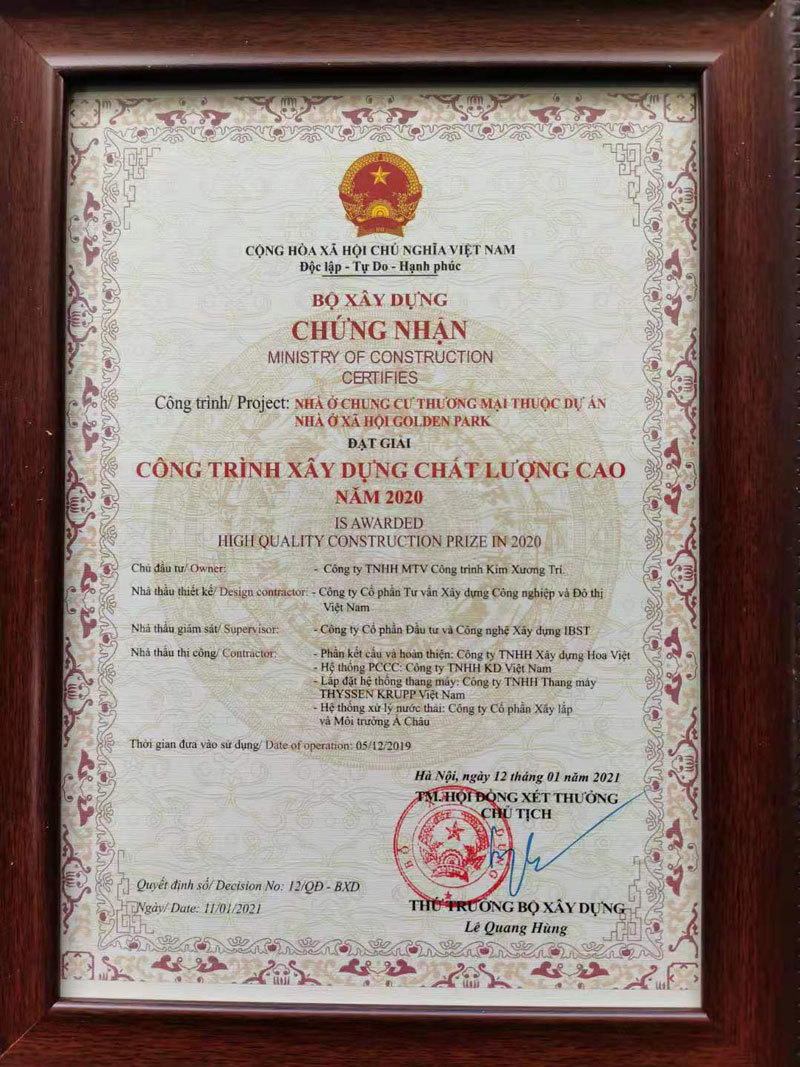 CỘNG HÒA XÃ HỘI CHỦ NGHĨA VIỆT NAM
Độc lập - Tự Do - Hạnh phúc
BỘ XÂY DỰNG
CHỨNG NHẬN
MINISTRY OF CONSTRUCTION
CERTIFIES
Công trình/ Project: NHÀ Ở CHUNG CƯ THƯƠNG MẠI THUỘC DỰ ÁN
NHÀ Ở XÃ HỘI GOLDEN PARK
ĐẠT GIẢI
CÔNG TRÌNH XÂY DỰNG CHẤT LƯỢNG CAO
NĂM 2020
IS AWARDED
HIGH QUALITY CONSTRUCTION PRIZE IN 2020
Chủ đầu tư/ Owner: - Công ty TNHH MTV Công trình Kim Xương Trí.
Nhà thầu thiết kế/ Design contractor: - Công ty Cổ phần Tư vấn Xây dựng Công nghiệp và Đô thị
Việt Nam
Nhà thầu giám sát/ Supervisor: - Công ty Cổ phần Đầu tư và Công nghệ Xây dựng IBST
Nhà thầu thi công/ Contractor: - Phần kết cấu và hoàn thiện: Công ty TNHH Xây dựng Hoa Việt
- Hệ thống PCCC: Công ty TNHH KD Việt Nam
- Lắp đặt hệ thống thang máy: Công ty TNHH Thang máy
THYSSEN KRUPP Việt Nam
- Hệ thống xử lý nước thải: Công ty Cổ phần Xây lắp
và Môi trường Á Châu
Thời gian đưa vào sử dụng/ Date of operation: 05/12/2019
Hà Nội, ngày 12 tháng 01 năm 2021
TM. HỘI ĐỒNG XÉT THƯỞNG
CHỦ TỊCH
Quyết định số/ Decision No: 12/QĐ - BXD
Ngày/ Date: 11/01/2021
THỨ TRƯỞNG BỘ XÂY DỰNG
Lê Quang Hùng